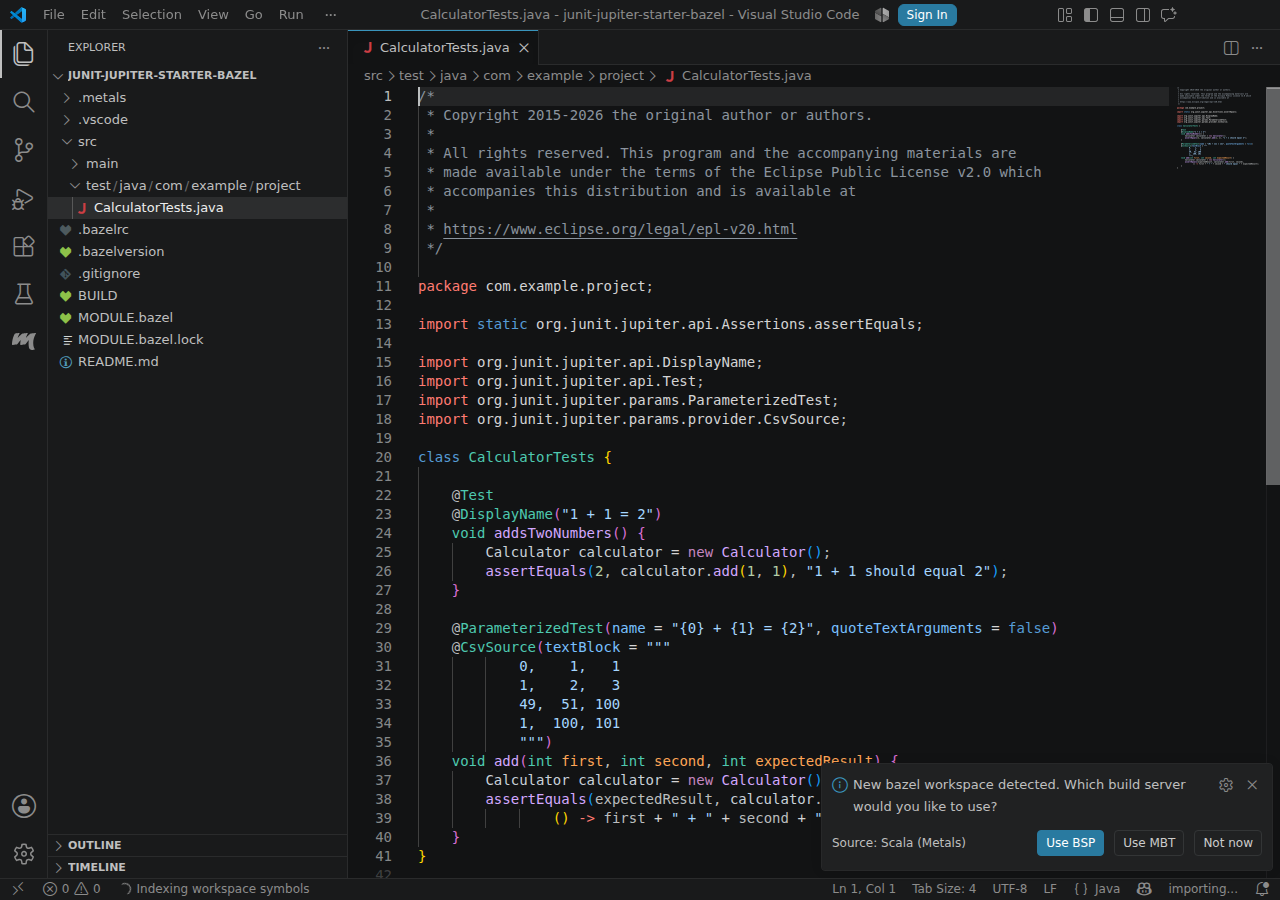 File Edit Selection View Go Run ··· CalculatorTests.java - junit-jupiter-starter-bazel - Visual Studio Code Sign In
EXPLORER ···
JUNIT-JUPITER-STARTER-BAZEL
.metals
.vscode
src
main
test/java/com/example/project
CalculatorTests.java
.bazelrc
.bazelversion
.gitignore
BUILD
MODULE.bazel
MODULE.bazel.lock
README.md
OUTLINE
TIMELINE
CalculatorTests.java
src > test > java > com > example > project > CalculatorTests.java
1 /*
2  * Copyright 2015-2026 the original author or authors.
3  *
4  * All rights reserved. This program and the accompanying materials are
5  * made available under the terms of the Eclipse Public License v2.0 which
6  * accompanies this distribution and is available at
7  *
8  * https://www.eclipse.org/legal/epl-v20.html
9  */
10
11 package com.example.project;
12
13 import static org.junit.jupiter.api.Assertions.assertEquals;
14
15 import org.junit.jupiter.api.DisplayName;
16 import org.junit.jupiter.api.Test;
17 import org.junit.jupiter.params.ParameterizedTest;
18 import org.junit.jupiter.params.provider.CsvSource;
19
20 class CalculatorTests {
21
22     @Test
23     @DisplayName("1 + 1 = 2")
24     void addsTwoNumbers() {
25         Calculator calculator = new Calculator();
26         assertEquals(2, calculator.add(1, 1), "1 + 1 should equal 2");
27     }
28
29     @ParameterizedTest(name = "{0} + {1} = {2}", quoteTextArguments = false)
30     @CsvSource(textBlock = """
31             0,    1,   1
32             1,    2,   3
33             49,  51, 100
34             1,  100, 101
35             """)
36     void add(int first, int second, int expectedResult) {
37         Calculator calculator = new Calculator()
38         assertEquals(expectedResult, calculator.
39                 () -> first + " + " + second + "
40     }
41 }
42
New bazel workspace detected. Which build server
would you like to use?
Source: Scala (Metals) Use BSP Use MBT Not now
0 0 Indexing workspace symbols Ln 1, Col 1 Tab Size: 4 UTF-8 LF { } Java importing...